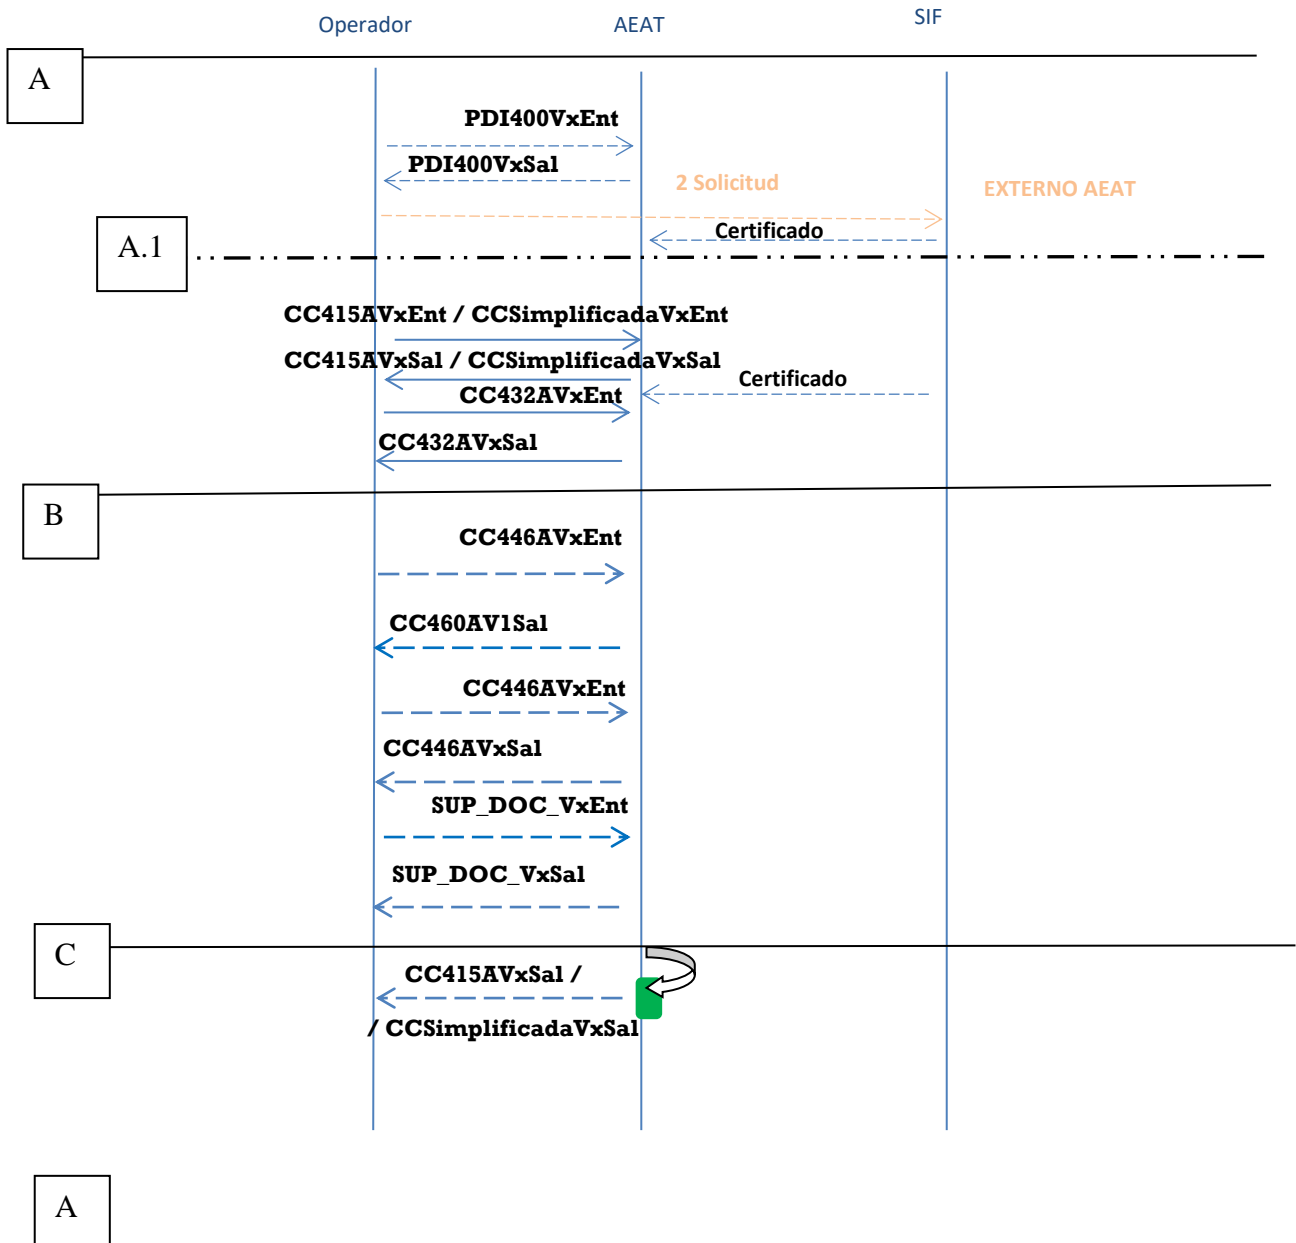 Operador
AEAT
SIF
A
PDI400VxEnt
PDI400VxSal
2 Solicitud
EXTERNO AEAT
Certificado
A.1
CC415AVxEnt / CCSimplificadaVxEnt
CC415AVxSal / CCSimplificadaVxSal
Certificado
CC432AVxEnt
CC432AVxSal
B
CC446AVxEnt
CC460AV1Sal
CC446AVxEnt
CC446AVxSal
SUP_DOC_VxEnt
SUP_DOC_VxSal
C
CC415AVxSal /
/ CCSimplificadaVxSal
A